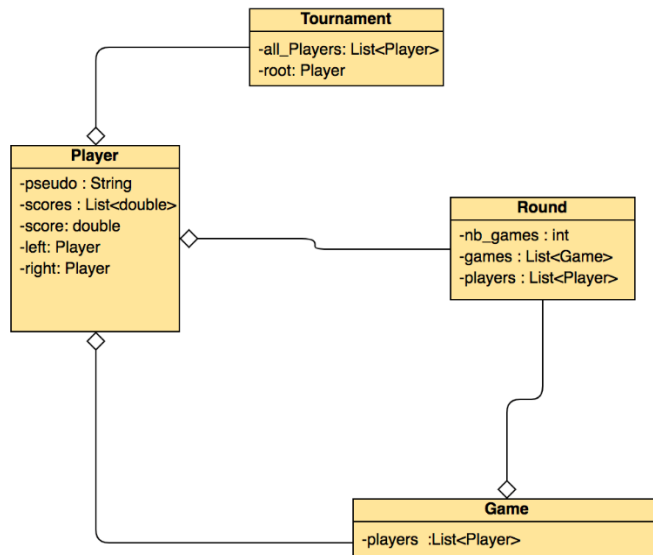 Tournament
-all_Players: List<Player>
-root: Player
Player
-pseudo : String
-scores : List<double>
-score: double
-left: Player
-right: Player
Round
-nb_games : int
-games : List<Game>
-players : List<Player>
Game
-players :List<Player>